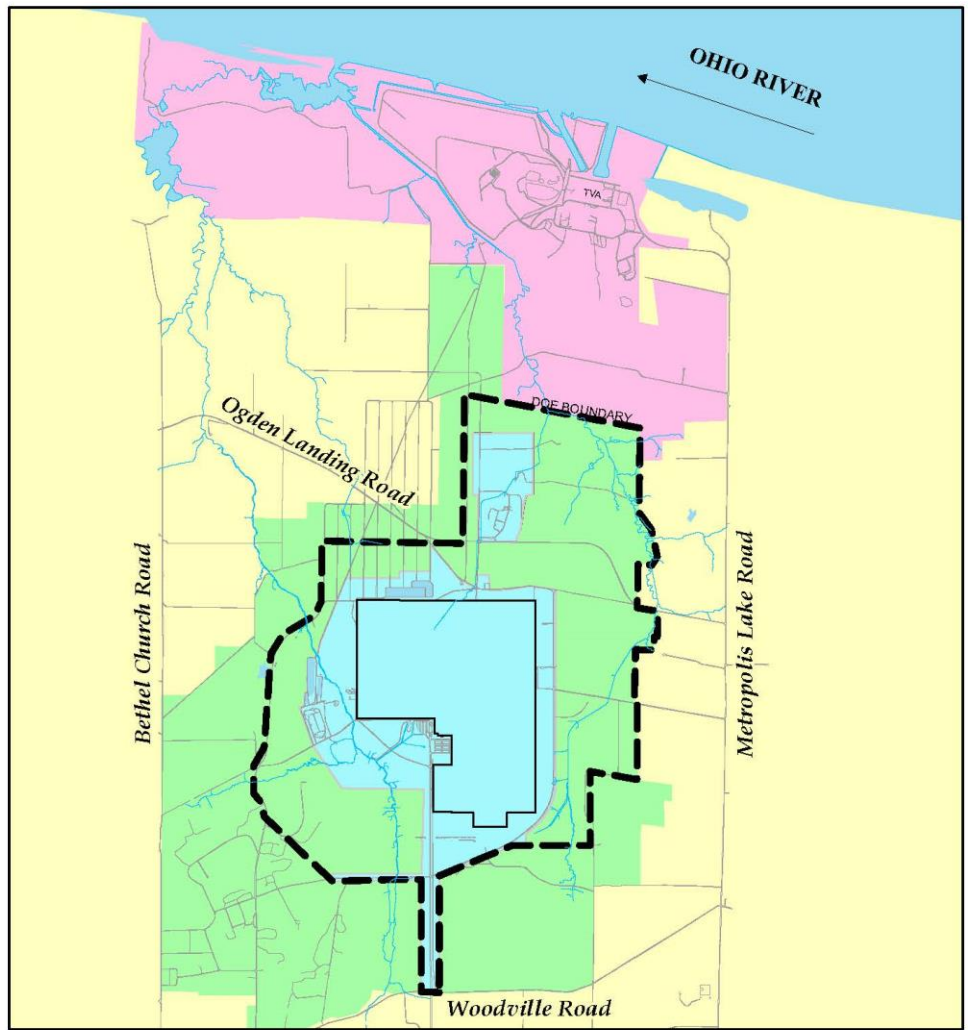 OHIO RIVER
TVA
DOE BOUNDARY
Ogden Landing Road
Bethel Church Road
Metropolis Lake Road
Woodville Road